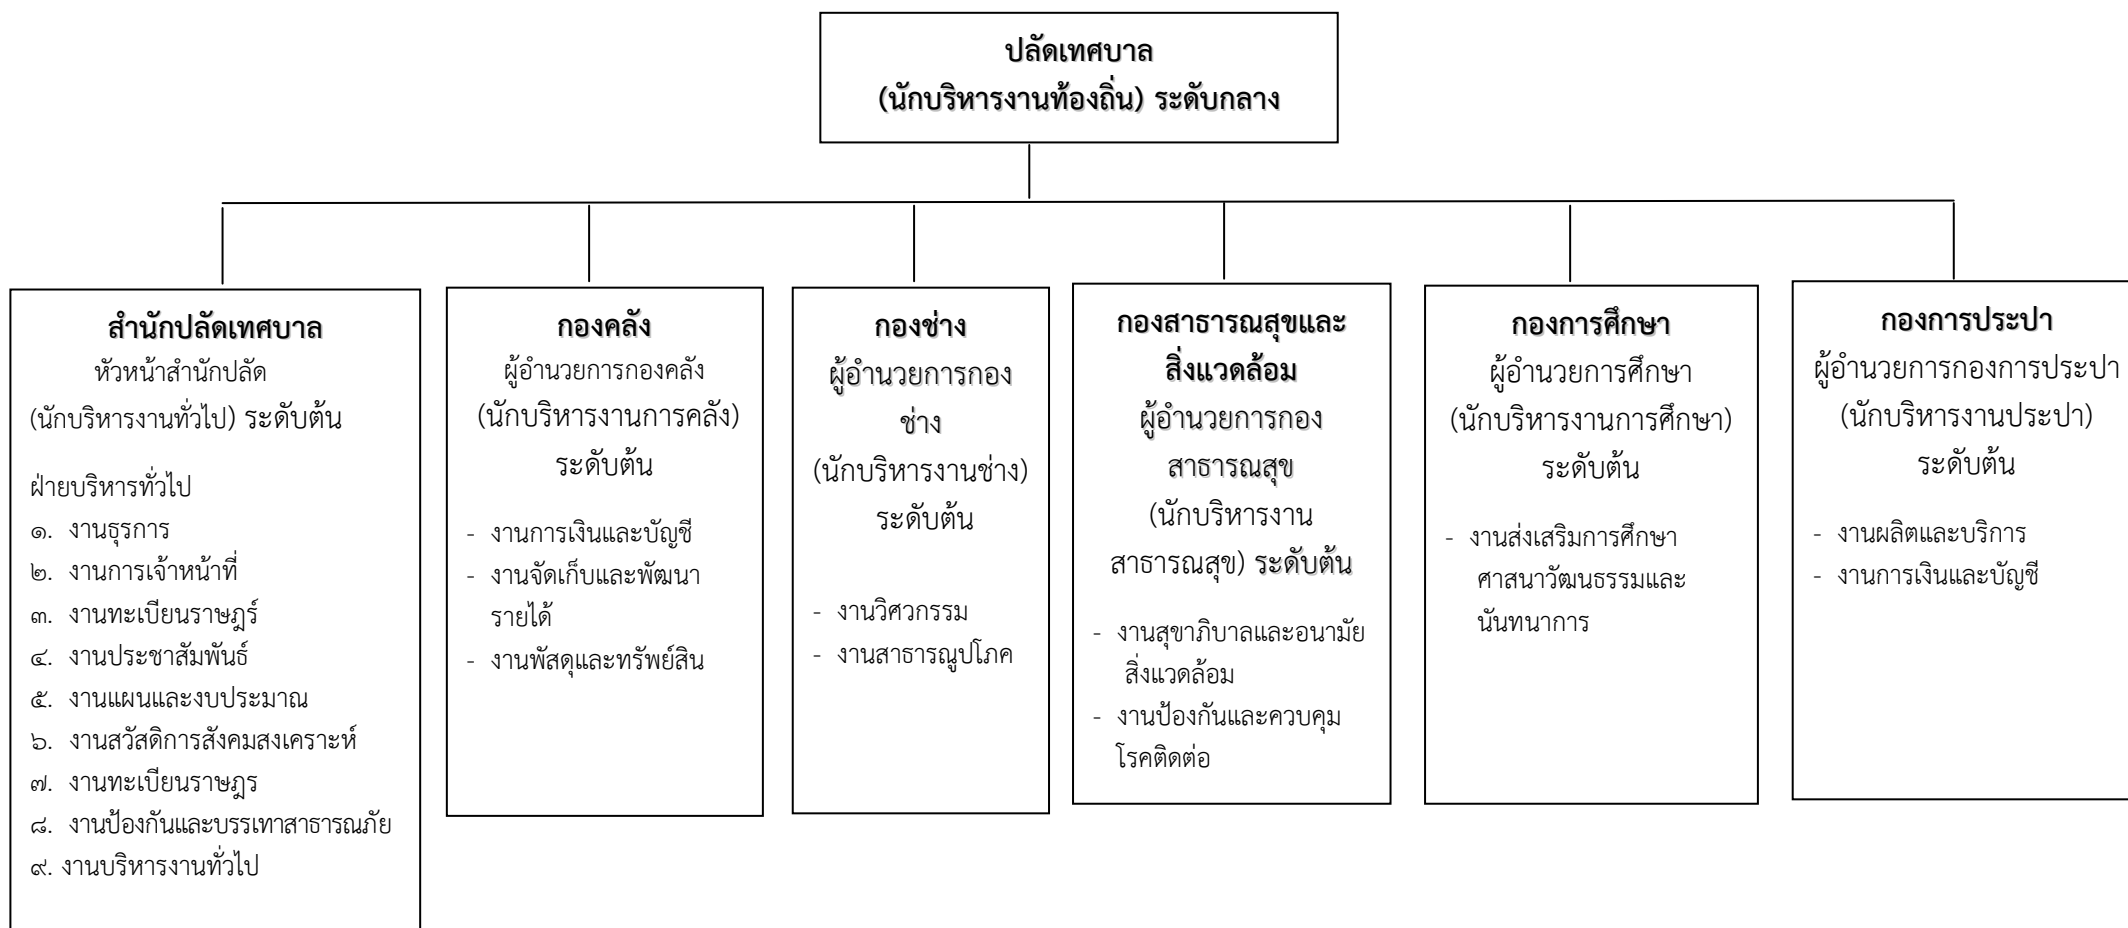 ปลัดเทศบาล
(นักบริหารงานท้องถิ่น) ระดับกลาง
สำนักปลัดเทศบาล
หัวหน้าสำนักปลัด
(นักบริหารงานทั่วไป) ระดับต้น
ฝ่ายบริหารทั่วไป
๑. งานธุรการ
๒. งานการเจ้าหน้าที่
๓. งานทะเบียนราษฎร์
๔. งานประชาสัมพันธ์
๕. งานแผนและงบประมาณ
๖. งานสวัสดิการสังคมสงเคราะห์
๗. งานทะเบียนราษฎร
๘. งานป้องกันและบรรเทาสาธารณภัย
๙. งานบริหารงานทั่วไป
กองคลัง
ผู้อำนวยการกองคลัง
(นักบริหารงานการคลัง)
ระดับต้น
- งานการเงินและบัญชี
- งานจัดเก็บและพัฒนา
รายได้
- งานพัสดุและทรัพย์สิน
กองช่าง
ผู้อำนวยการกอง
ช่าง
(นักบริหารงานช่าง)
ระดับต้น
- งานวิศวกรรม
- งานสาธารณูปโภค
กองสาธารณสุขและ
สิ่งแวดล้อม
ผู้อำนวยการกอง
สาธารณสุข
(นักบริหารงาน
สาธารณสุข) ระดับต้น
- งานสุขาภิบาลและอนามัย
สิ่งแวดล้อม
- งานป้องกันและควบคุม
โรคติดต่อ
กองการศึกษา
ผู้อำนวยการศึกษา
(นักบริหารงานการศึกษา)
ระดับต้น
- งานส่งเสริมการศึกษา
ศาสนาวัฒนธรรมและ
นันทนาการ
กองการประปา
ผู้อำนวยการกองการประปา
(นักบริหารงานประปา)
ระดับต้น
- งานผลิตและบริการ
- งานการเงินและบัญชี